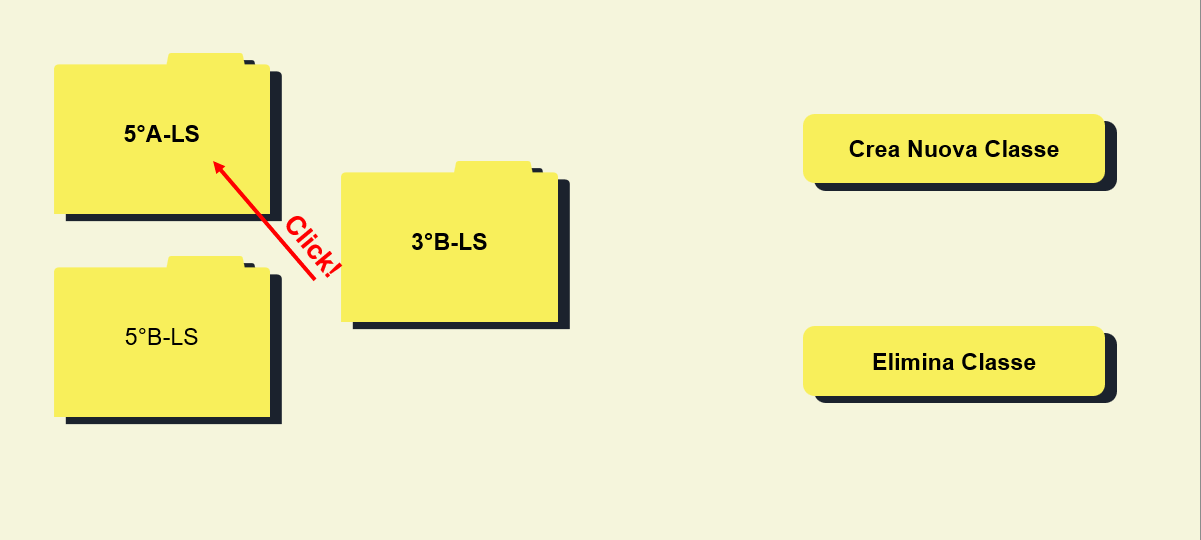 5°A-LS
Click!
3°B-LS
5°B-LS
Crea Nuova Classe
Elimina Classe